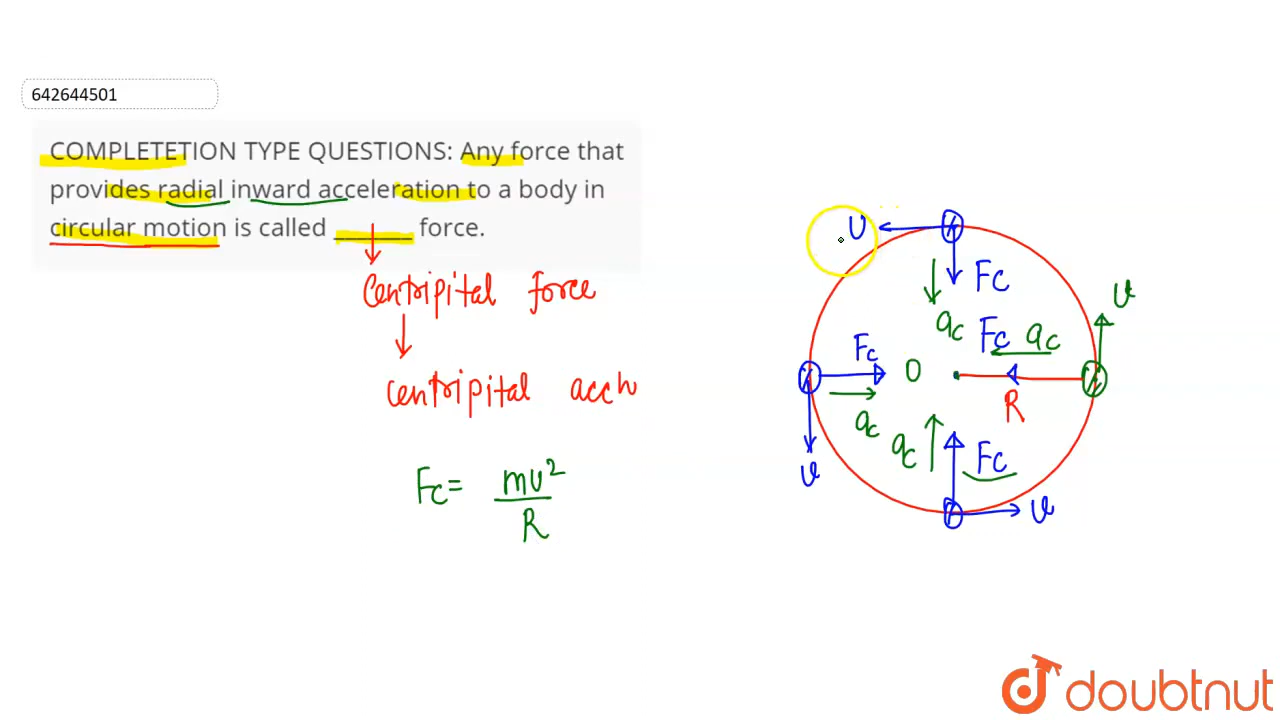 642644501
COMPLETETION TYPE QUESTIONS: Any force that
provides radial inward acceleration to a body in
circular motion is called _______ force.
Centripital force
Centripital accn
Fc = mv²
R
v
Fc
ac
v
Fc ac
Fc
O
R
ac
ac
Fc
v
v
doubtnut